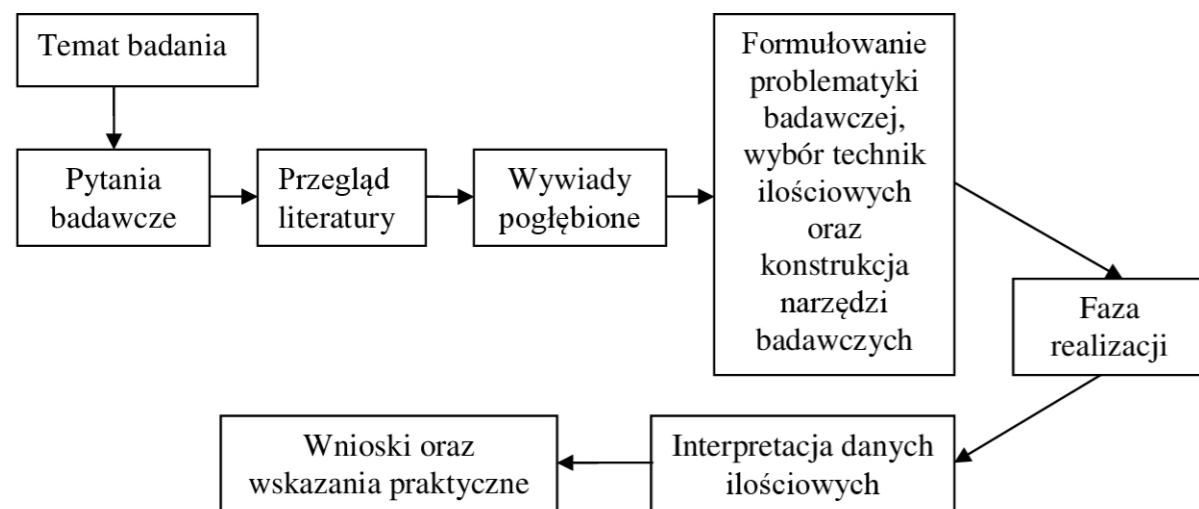 Temat badania
Pytania
badawcze
Przegląd
literatury
Wywiady
pogłębione
Formułowanie
problematyki
badawczej,
wybór technik
ilościowych
oraz
konstrukcja
narzędzi
badawczych
Faza
realizacji
Interpretacja danych
ilościowych
Wnioski oraz
wskazania praktyczne